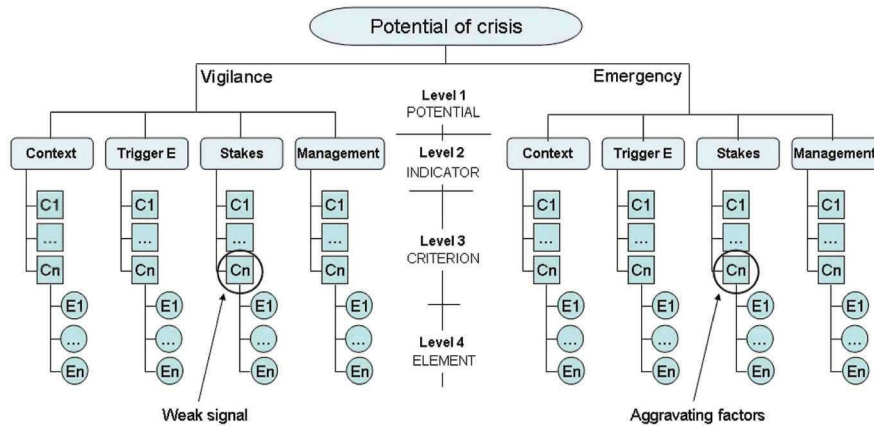 Potential of crisis
Vigilance
Emergency
Level 1
POTENTIAL
Context
Trigger E
Stakes
Management
Level 2
INDICATOR
Context
Trigger E
Stakes
Management
C1
C1
C1
C1
C1
C1
C1
C1
...
...
...
...
Level 3
CRITERION
...
...
...
...
Cn
Cn
Cn
Cn
Cn
Cn
Cn
Cn
E1
E1
E1
E1
E1
E1
E1
E1
...
...
...
...
Level 4
ELEMENT
...
...
...
...
En
En
En
En
En
En
En
En
Weak signal
Aggravating factors